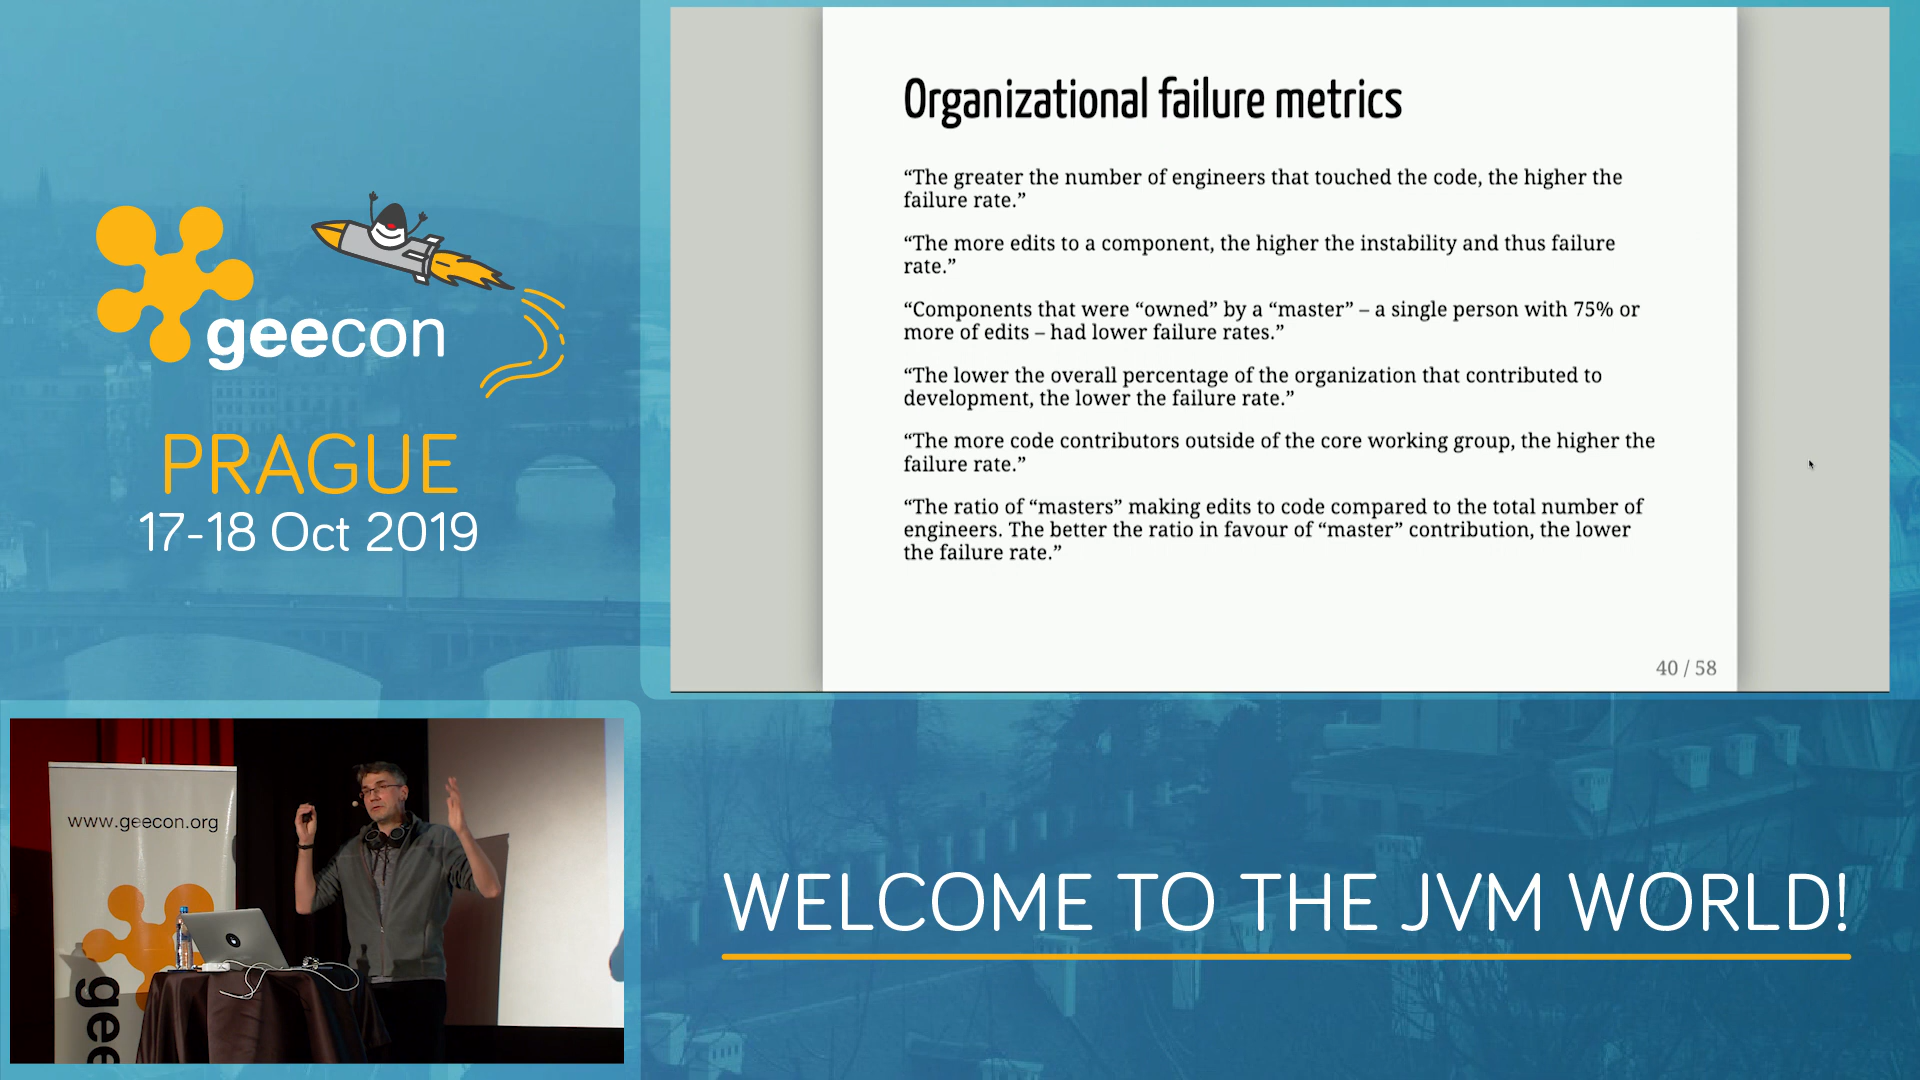 geecon
PRAGUE
17-18 Oct 2019
Organizational failure metrics
“The greater the number of engineers that touched the code, the higher the
failure rate.”
“The more edits to a component, the higher the instability and thus failure
rate.”
“Components that were “owned” by a “master” – a single person with 75% or
more of edits – had lower failure rates.”
“The lower the overall percentage of the organization that contributed to
development, the lower the failure rate.”
“The more code contributors outside of the core working group, the higher the
failure rate.”
“The ratio of “masters” making edits to code compared to the total number of
engineers. The better the ratio in favour of “master” contribution, the lower
the failure rate.”
40 / 58
www.geecon.org
gee
WELCOME TO THE JVM WORLD!